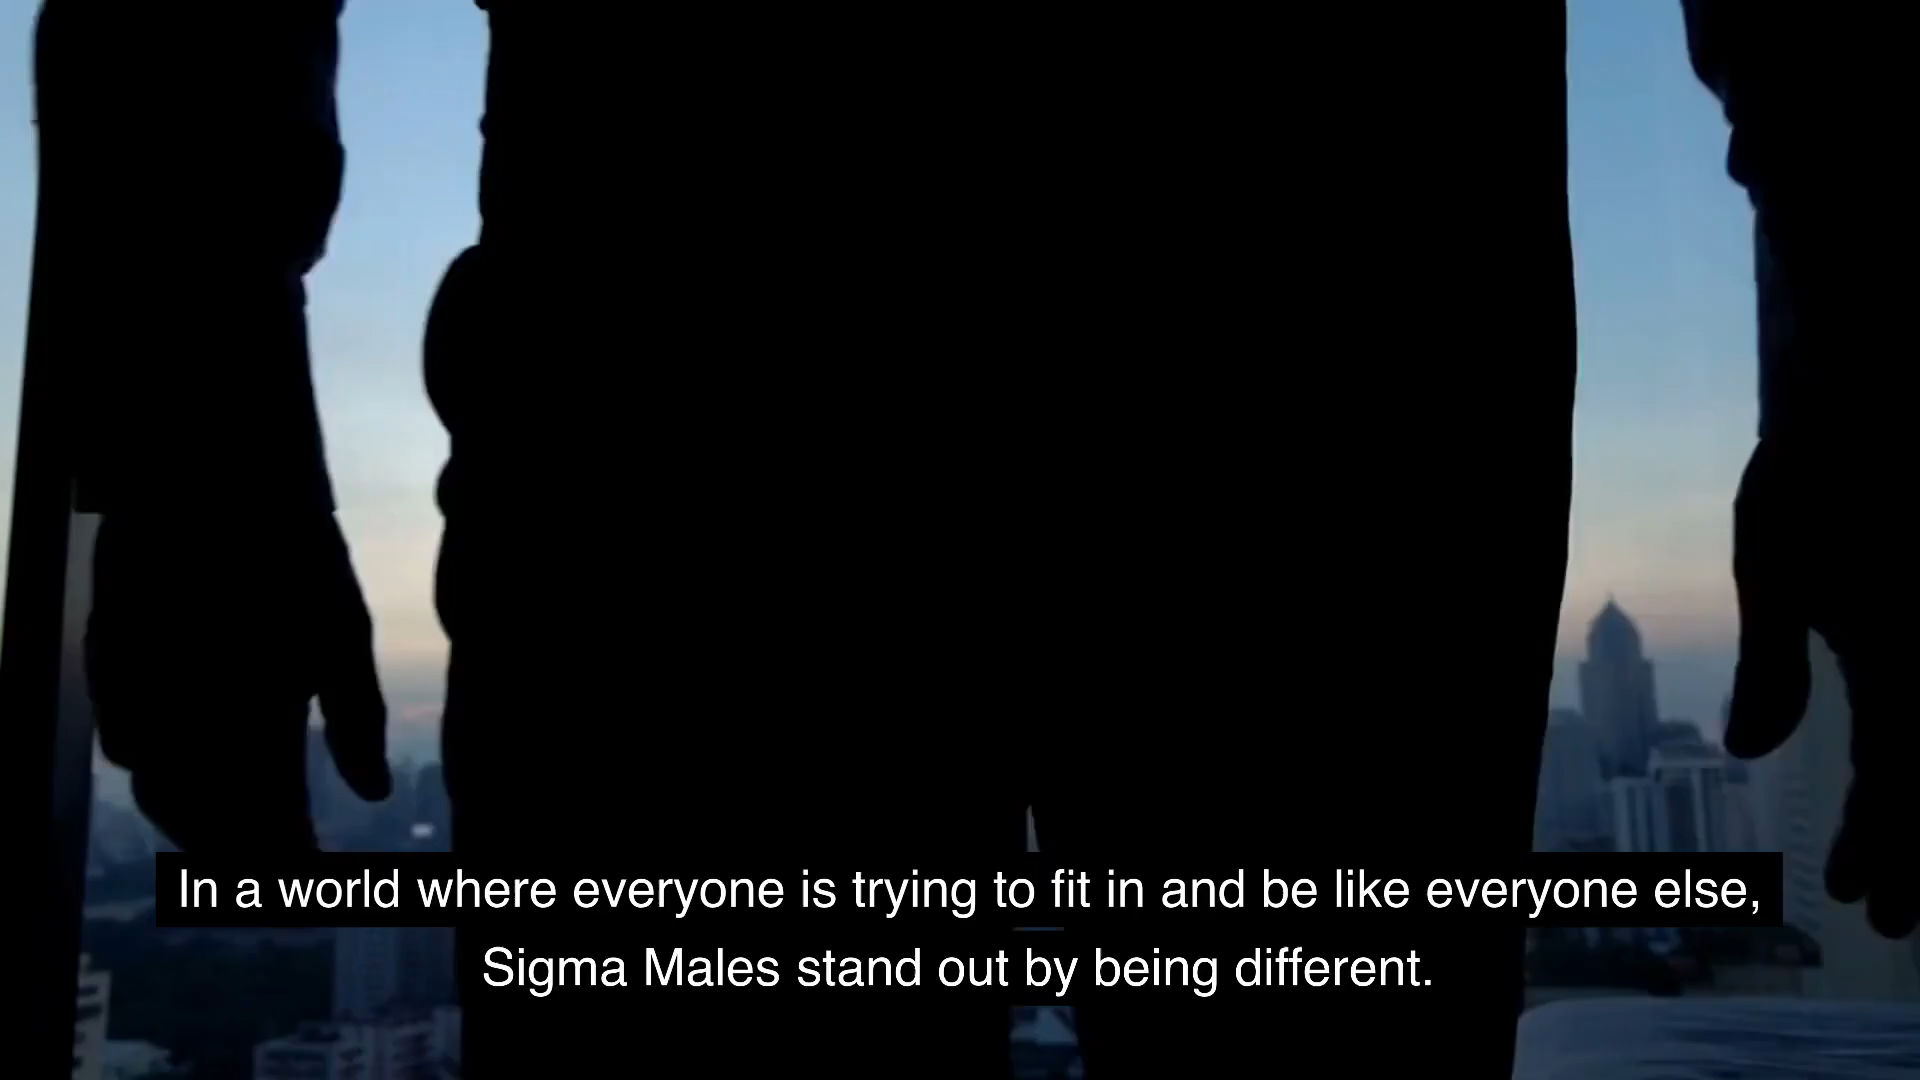 In a world where everyone is trying to fit in and be like everyone else,
Sigma Males stand out by being different.